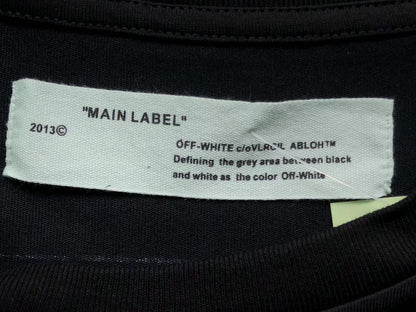 "MAIN LABEL"
2013©
OFF-WHITE c/oVLRGIL ABLOH™
Defining the grey area between black
and white as the color Off-White